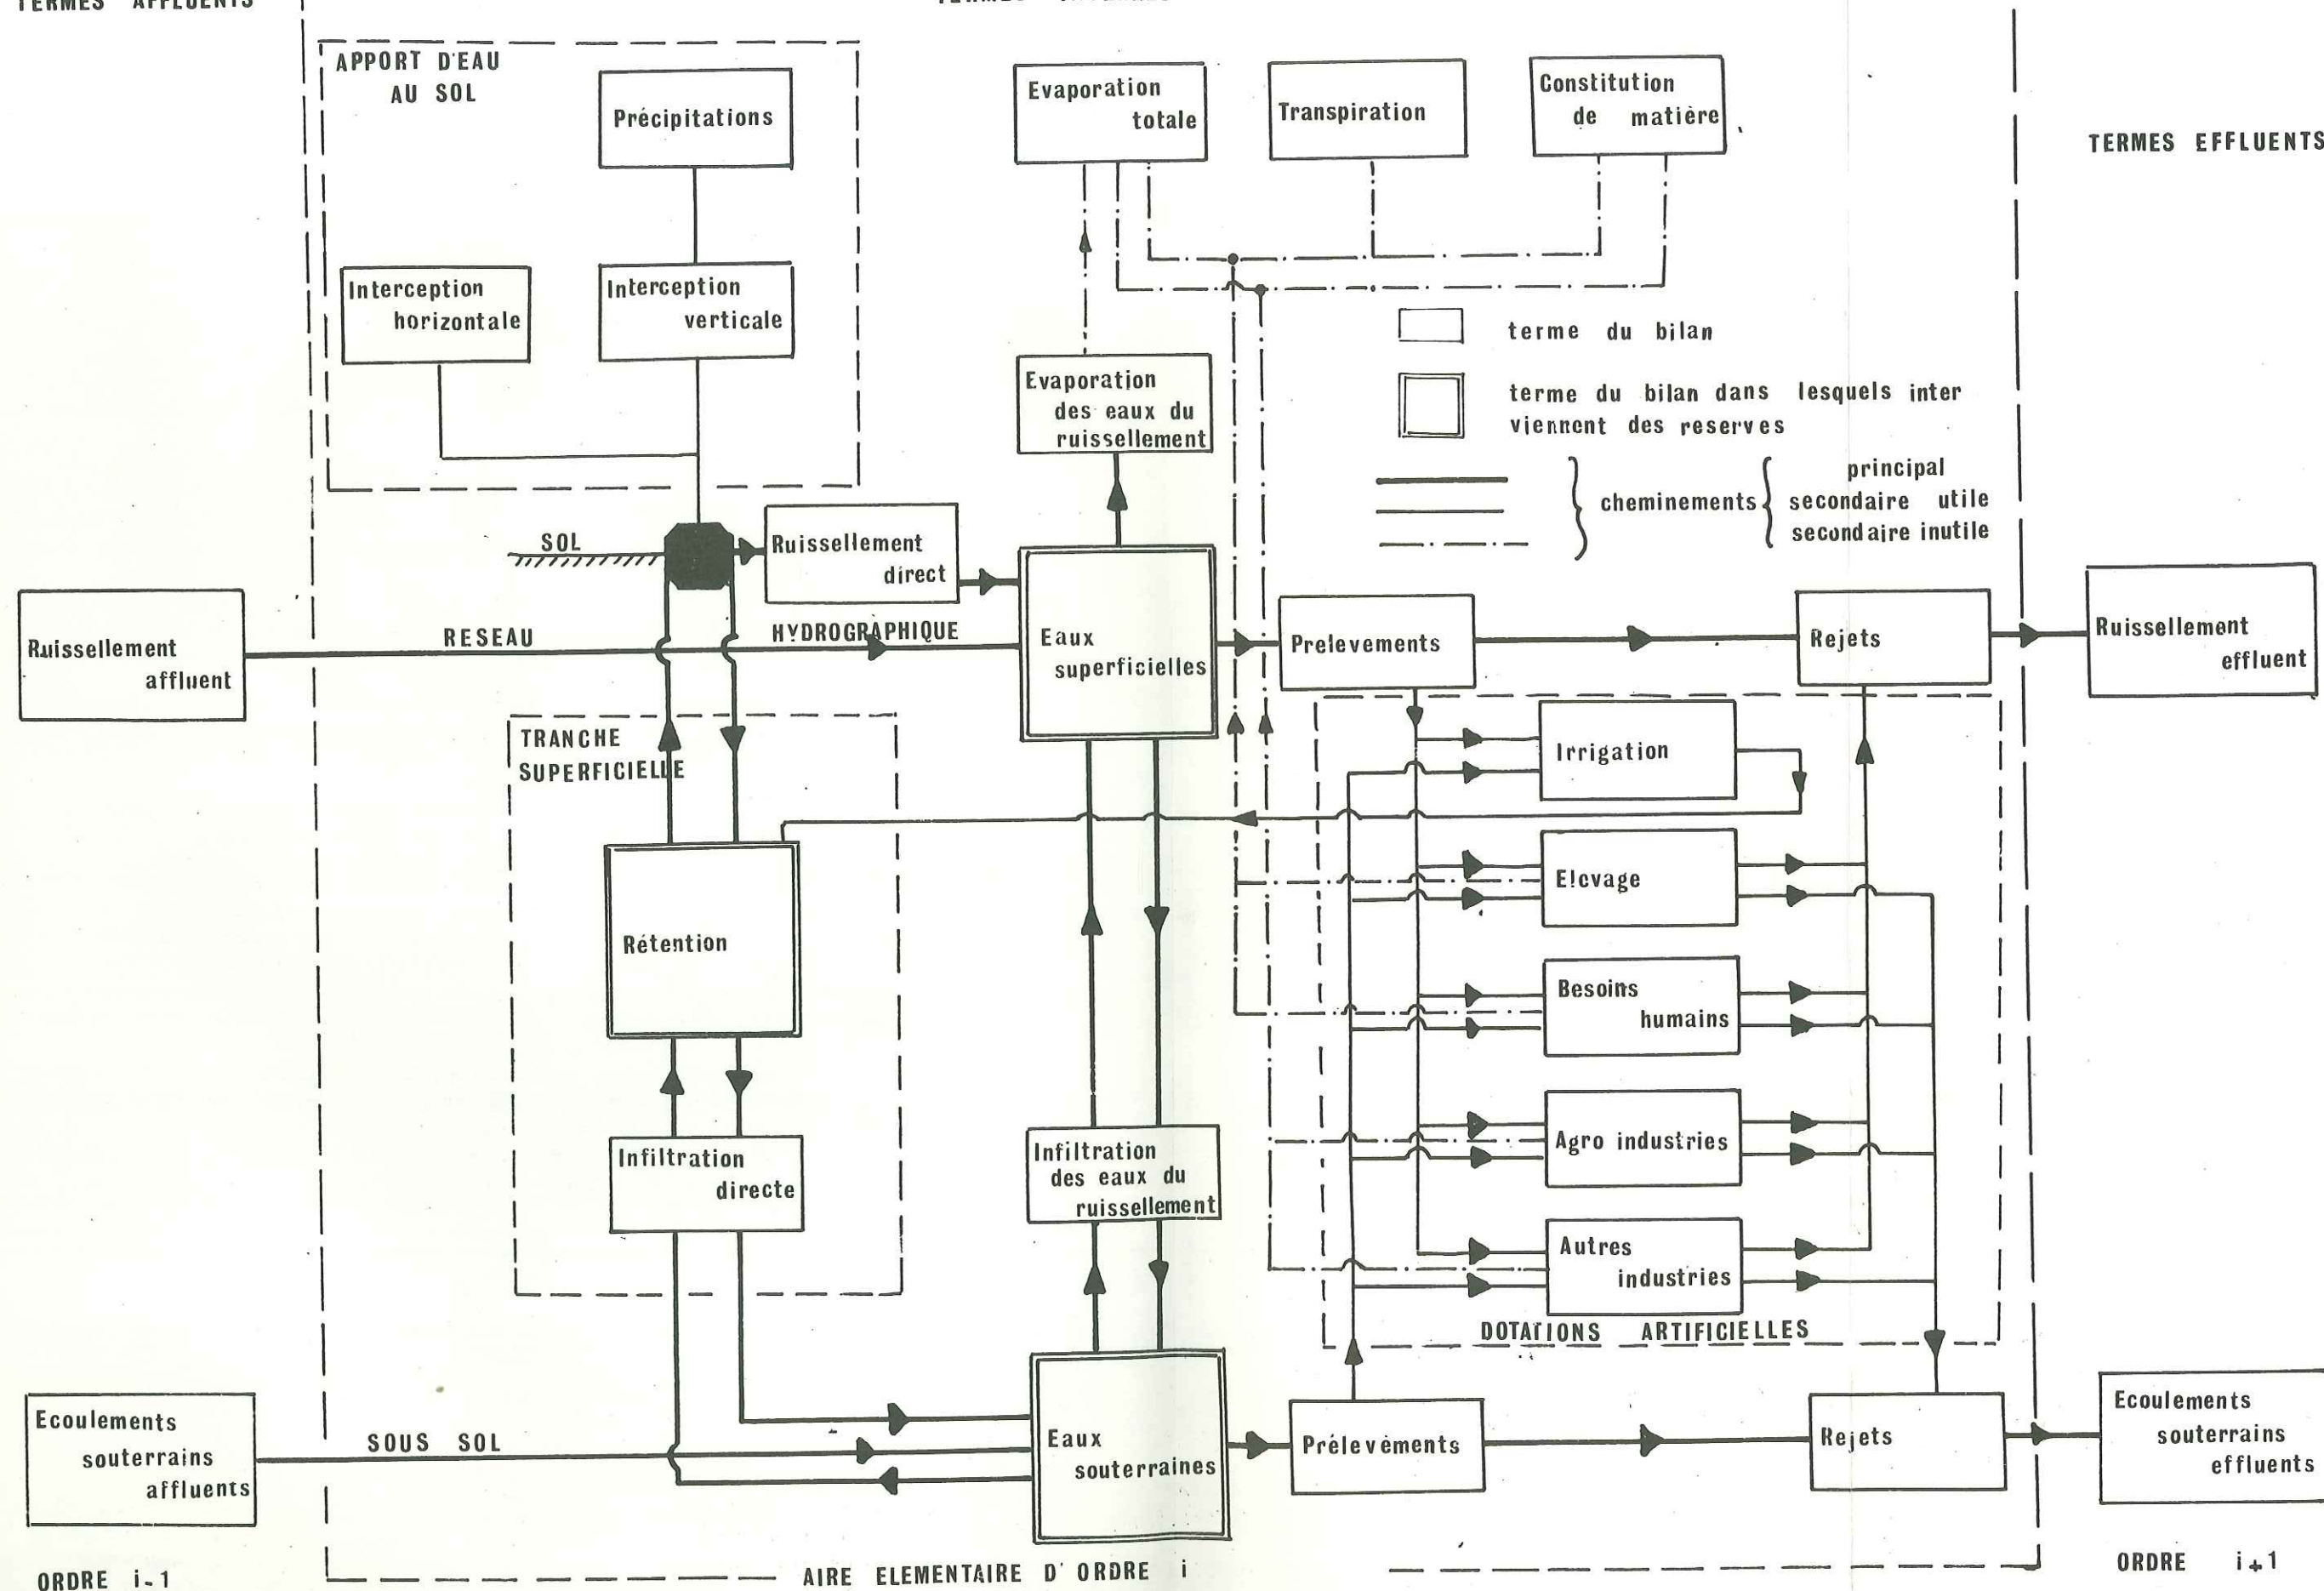 TERMES AFFLUENTS
APPORT D'EAU
AU SOL
Précipitations
Interception
horizontale
Interception
verticale
Evaporation
totale
Transpiration
Constitution
de matière
TERMES EFFLUENTS
terme du bilan
terme du bilan dans lesquels inter
viennent des reserves
cheminements
principal
secondaire utile
secondaire inutile
Evaporation
des eaux du
ruissellement
SOL
Ruissellement
direct
Ruissellement
affluent
RESEAU HYDROGRAPHIQUE
Eaux
superficielles
Prelevements
Rejets
Ruissellement
effluent
TRANCHE
SUPERFICIELLE
Rétention
Infiltration
directe
Infiltration
des eaux du
ruissellement
Irrigation
Elevage
Besoins
humains
Agro industries
Autres
industries
DOTATIONS ARTIFICIELLES
Ecoulements
souterrains
affluents
SOUS SOL
Eaux
souterraines
Prélevèments
Rejets
Ecoulements
souterrains
effluents
ORDRE i-1
AIRE ELEMENTAIRE D' ORDRE i
ORDRE i+1